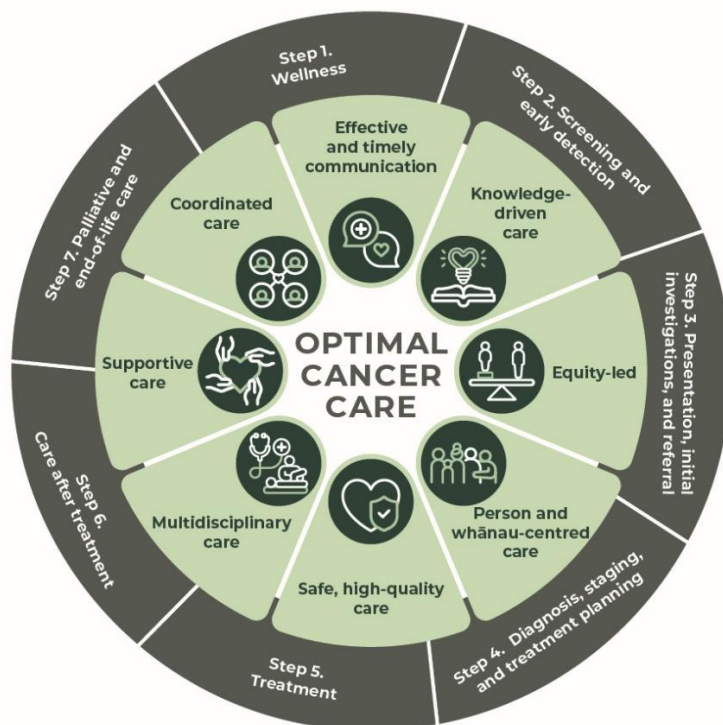 Step 1.
Wellness
Step 2. Screening and
early detection
Step 3. Presentation, initial
investigations, and referral
Step 4. Diagnosis, staging,
and treatment planning
Step 5.
Treatment
Step 6.
Care after treatment
Step 7. Palliative and
end-of-life care
Effective
and timely
communication
Knowledge-
driven
care
Equity-led
Person and
whānau-centred
care
Safe, high-quality
care
Multidisciplinary
care
Supportive
care
Coordinated
care
OPTIMAL
CANCER
CARE